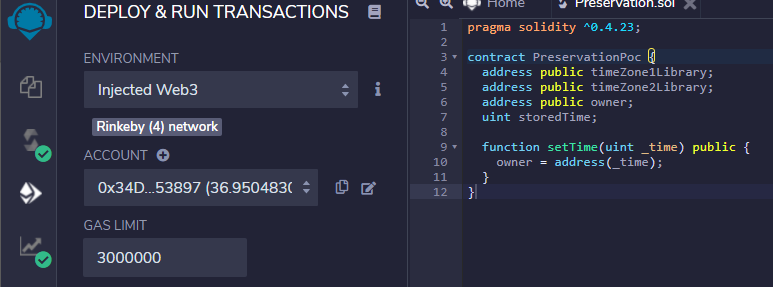 DEPLOY & RUN TRANSACTIONS
ENVIRONMENT
Injected Web3
i
Rinkeby (4) network
ACCOUNT
0x34D...53897 (36.9504830
GAS LIMIT
3000000
Home
Preservation.sol
1 pragma solidity ^0.4.23;
2
3 contract PreservationPoc {
4 address public timeZone1Library;
5 address public timeZone2Library;
6 address public owner;
7 uint storedTime;
8
9 function setTime(uint _time) public {
10 owner = address(_time);
11 }
12 }